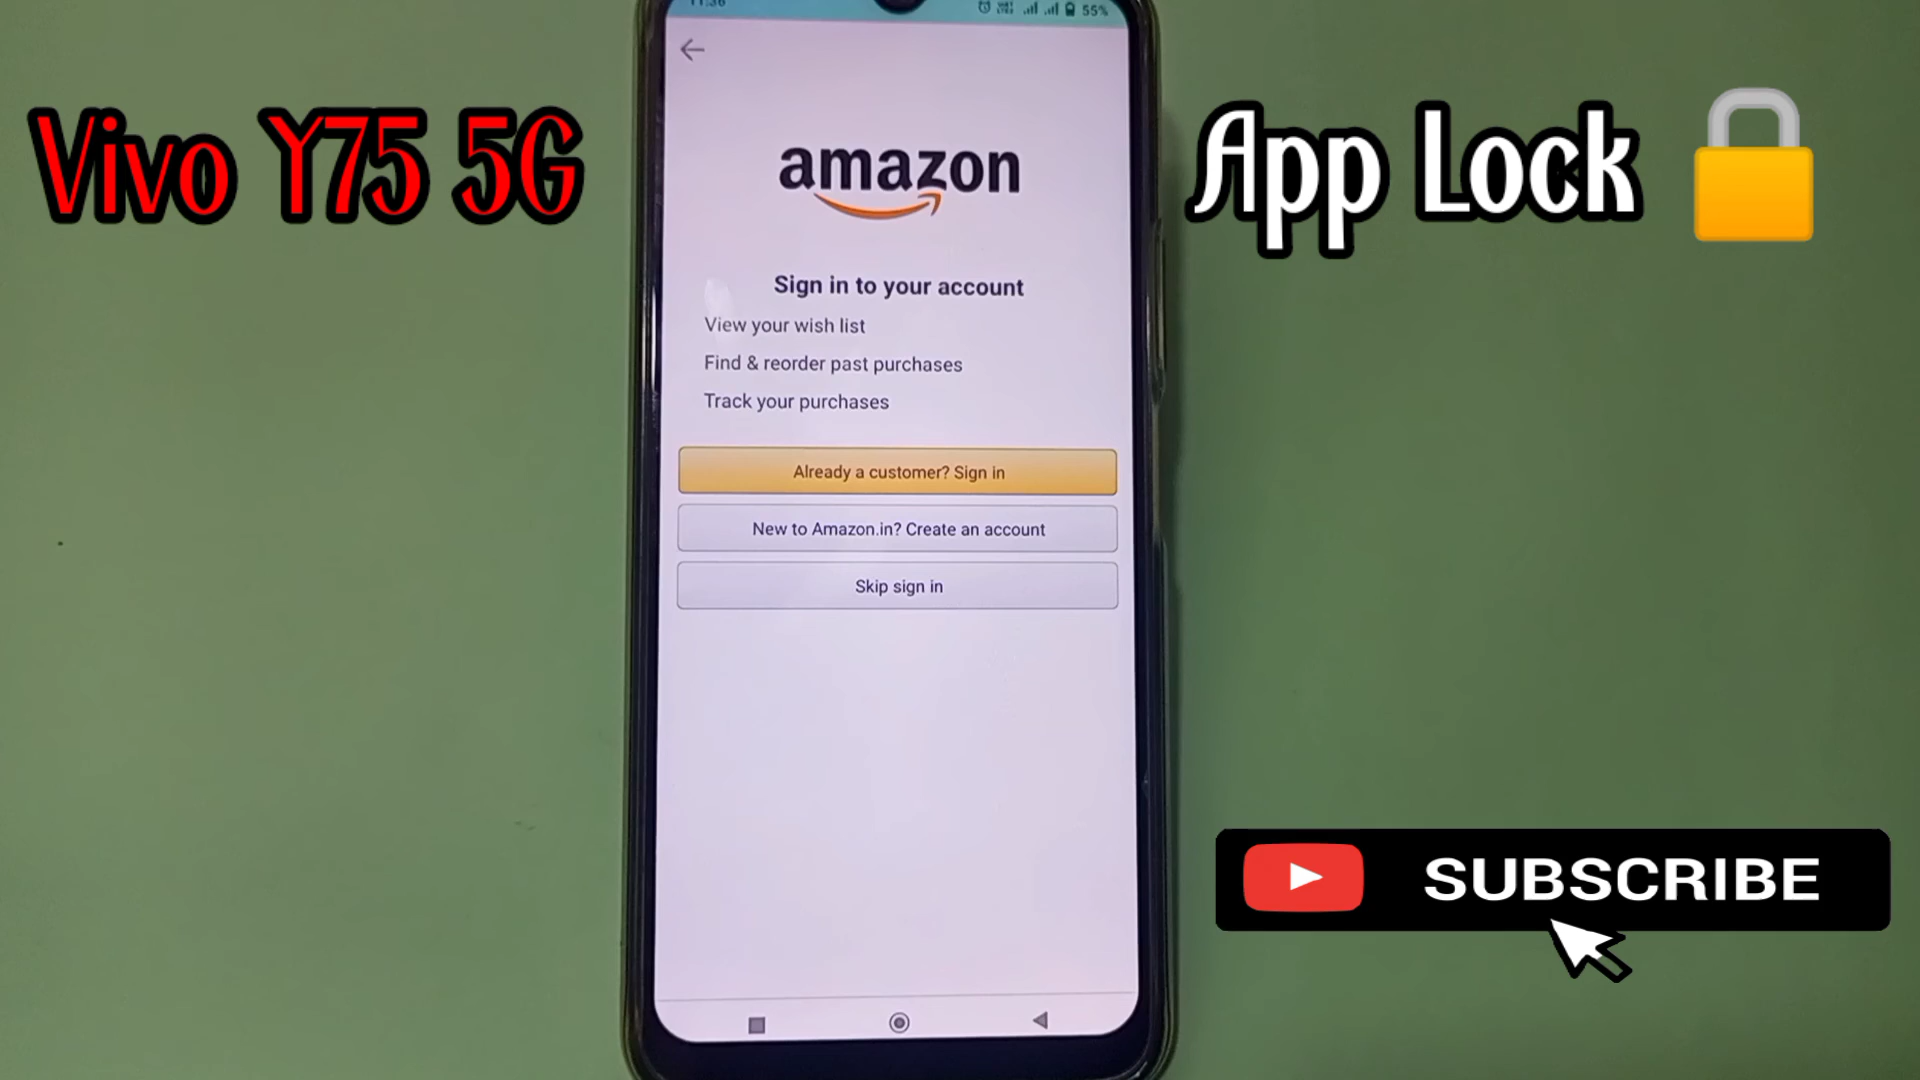 55%
Vivo Y75 5G
App Lock
amazon
Sign in to your account
View your wish list
Find & reorder past purchases
Track your purchases
Already a customer? Sign in
New to Amazon.in? Create an account
Skip sign in
SUBSCRIBE